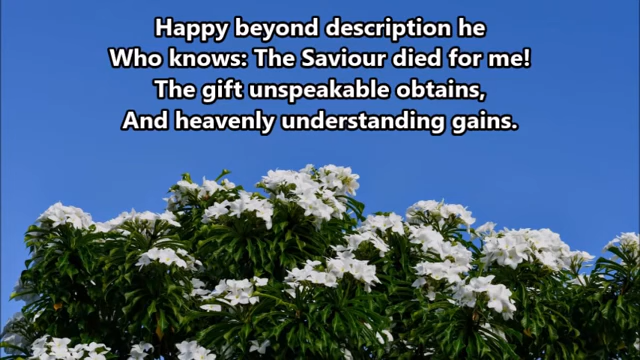 Happy beyond description he
Who knows: The Saviour died for me!
The gift unspeakable obtains,
And heavenly understanding gains.